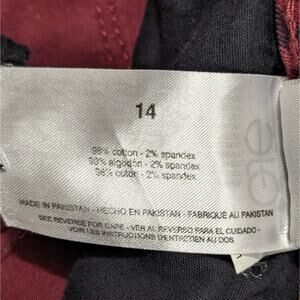 14
98% cotton - 2% spandex
98% algodón - 2% spandex
98% coton - 2% spandex
MADE IN PAKISTAN - HECHO EN PAKISTAN - FABRIQUÉ AU PAKISTAN
SEE REVERSE FOR CARE - VER AL REVERSO PARA EL CUIDADO -
VOIR LES INSTRUCTIONS D'ENTRETIEN AU DOS